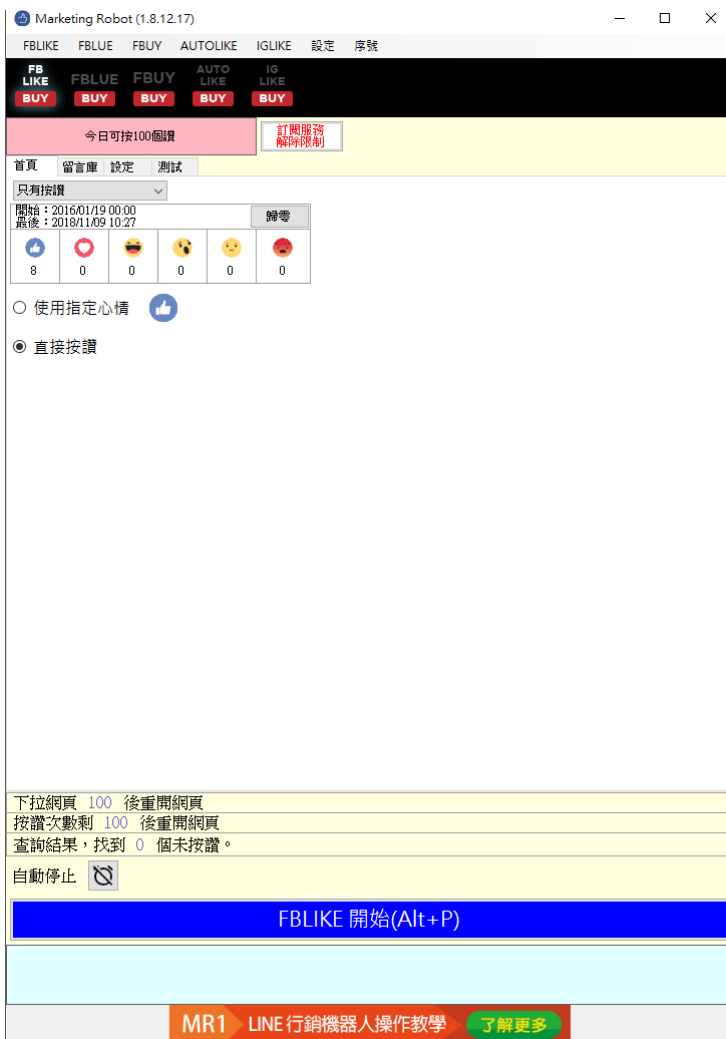 Marketing Robot (1.8.12.17)
FBLIKE FBLUE FBUY AUTOLIKE IGLIKE 設定 序號
FB LIKE FBLUE FBUY AUTO LIKE IG LIKE
BUY BUY BUY BUY BUY
今日可按100個讚
訂閱服務
解除限制
首頁 留言庫 設定 測試
只有按讚
開始：2016/01/19 00:00
最後：2018/11/09 10:27
歸零
8 0 0 0 0 0
使用指定心情
直接按讚
下拉網頁 100 後重開網頁
按讚次數剩 100 後重開網頁
查詢結果，找到 0 個未按讚。
自動停止
FBLIKE 開始(Alt+P)
MR1 LINE 行銷機器人操作教學 了解更多